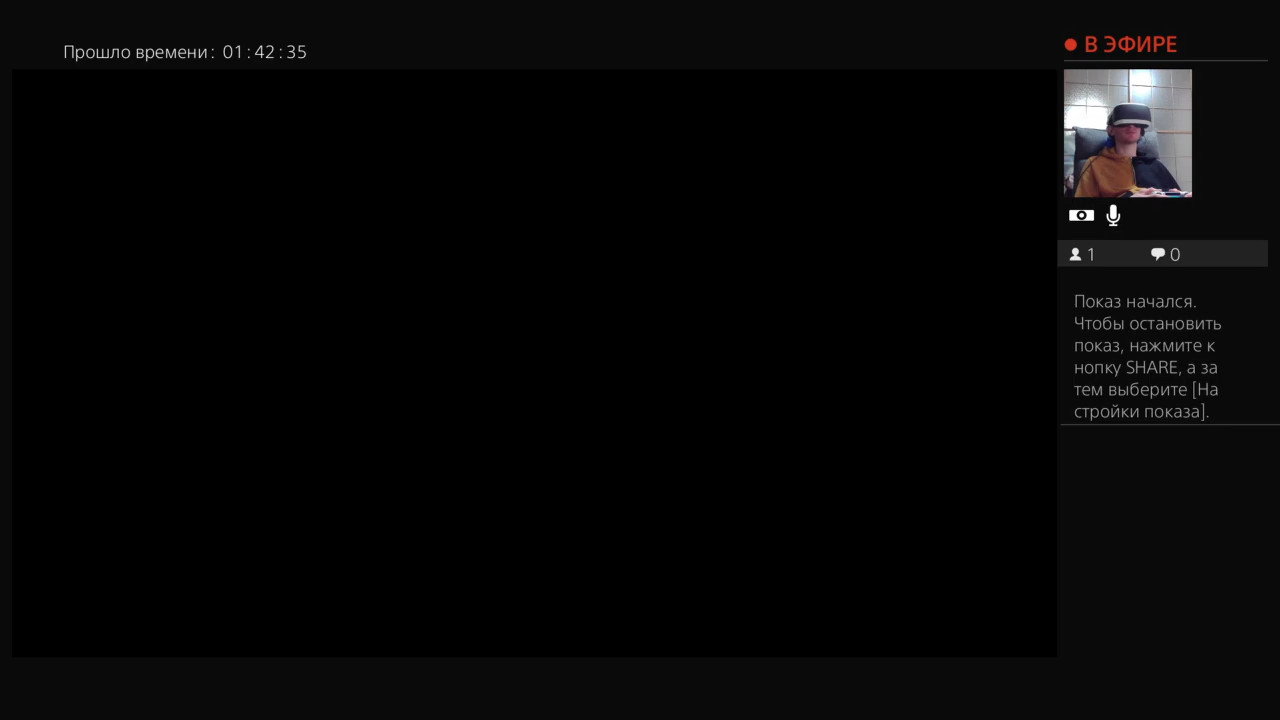 Прошло времени: 01:42:35
В ЭФИРЕ
1 0
Показ начался.
Чтобы остановить
показ, нажмите к
нопку SHARE, а за
тем выберите [На
стройки показа].